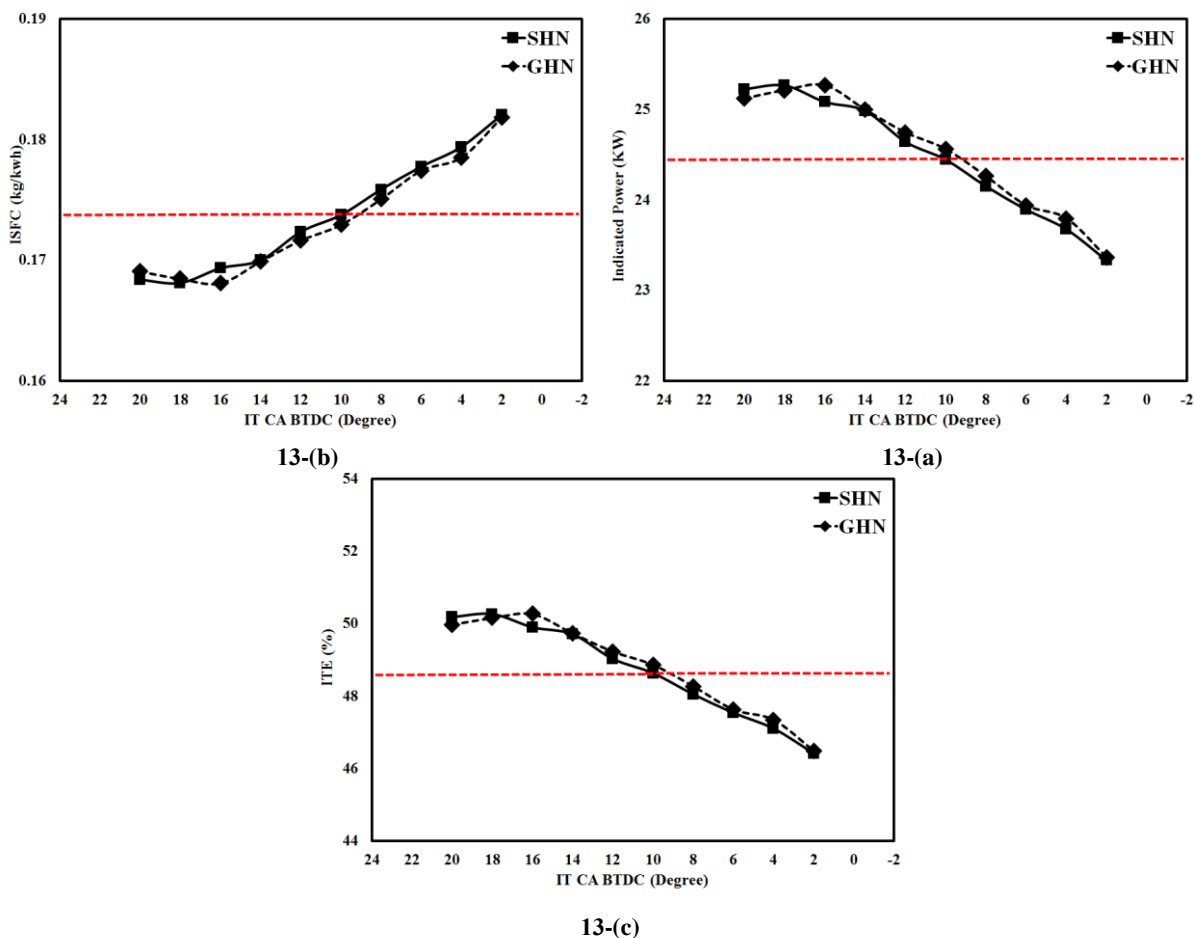 0.19
0.18
0.17
0.16
ISFC (kg/kwh)
SHN
GHN
24 22 20 18 16 14 12 10 8 6 4 2 0 -2
IT CA BTDC (Degree)
13-(b)
26
25
24
23
22
Indicated Power (KW)
SHN
GHN
24 22 20 18 16 14 12 10 8 6 4 2 0 -2
IT CA BTDC (Degree)
13-(a)
54
52
50
48
46
44
ITE (%)
SHN
GHN
24 22 20 18 16 14 12 10 8 6 4 2 0 -2
IT CA BTDC (Degree)
13-(c)